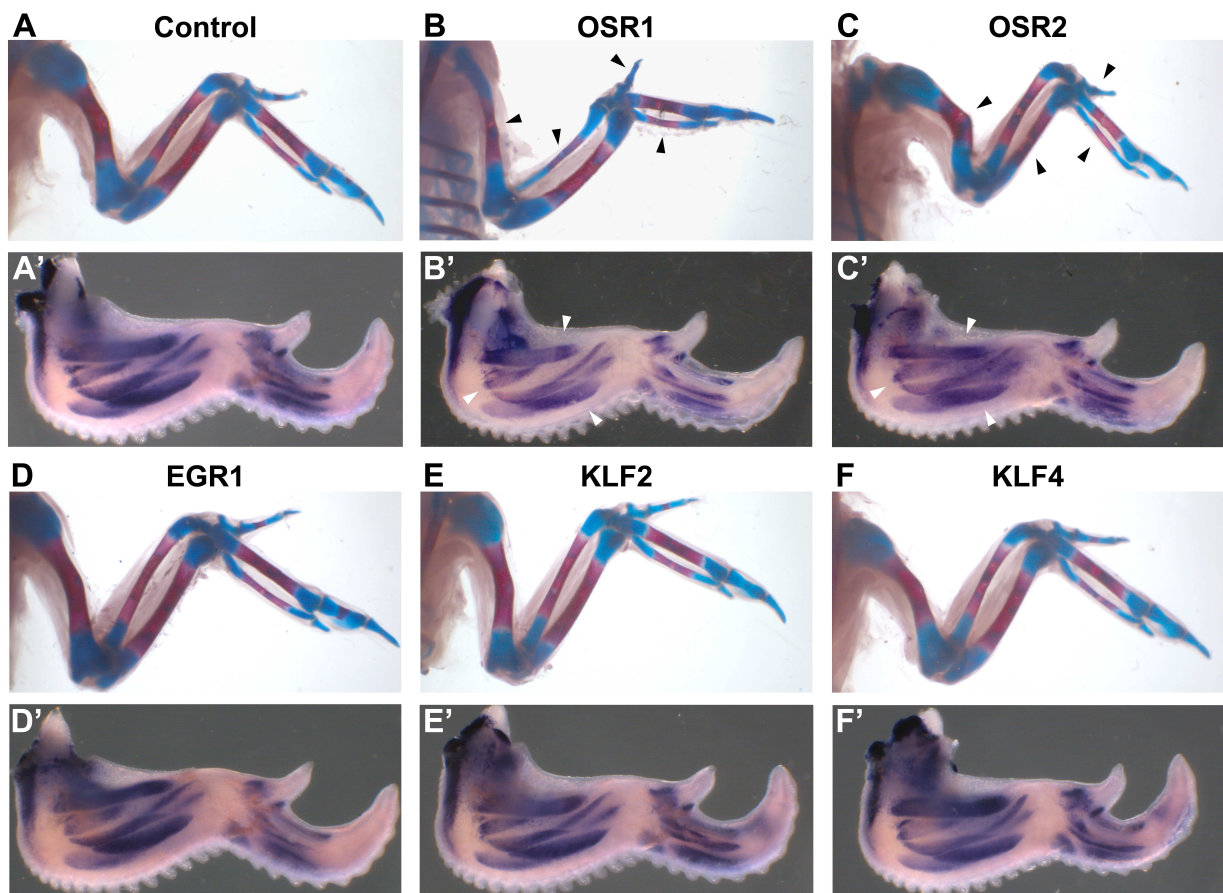 A Control
B OSR1
C OSR2
A’
B’
C’
D EGR1
E KLF2
F KLF4
D’
E’
F’